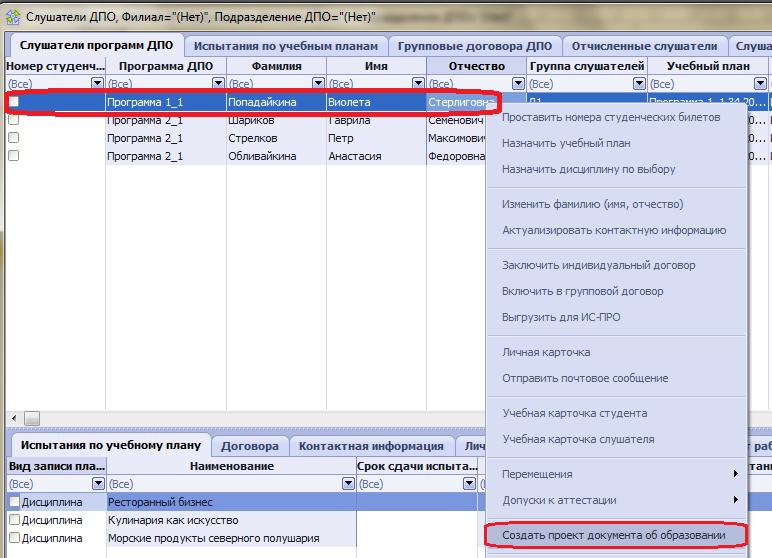 Слушатели ДПО, Филиал="(Нет)", Подразделение ДПО="(Нет)"
Слушатели программ ДПО Испытания по учебным планам Групповые договора ДПО Отчисленные слушатели Слуша
Номер студенч... Программа ДПО Фамилия Имя Отчество Группа слушателей Учебный план
(Все) (Все) (Все) (Все) (Все) (Все) (Все)
Программа 1_1 Попадайкина Виолета Стерлиговна
Программа 2_1 Шариков Гаврила Семенович
Программа 2_1 Стрелков Петр Максимович
Программа 2_1 Обливайкина Анастасия Федоровна
Проставить номера студенческих билетов
Назначить учебный план
Назначить дисциплину по выбору
Изменить фамилию (имя, отчество)
Актуализировать контактную информацию
Заключить индивидуальный договор
Включить в групповой договор
Выгрузить для ИС-ПРО
Личная карточка
Отправить почтовое сообщение
Учебная карточка студента
Учебная карточка слушателя
Перемещения
Допуски к аттестации
Создать проект документа об образовании
Испытания по учебному плану Договора Контактная информация
Вид записи пла... Наименование Срок сдачи испыта...
(Все) (Все) (Все)
Дисциплина Ресторанный бизнес
Дисциплина Кулинария как искусство
Дисциплина Морские продукты северного полушария